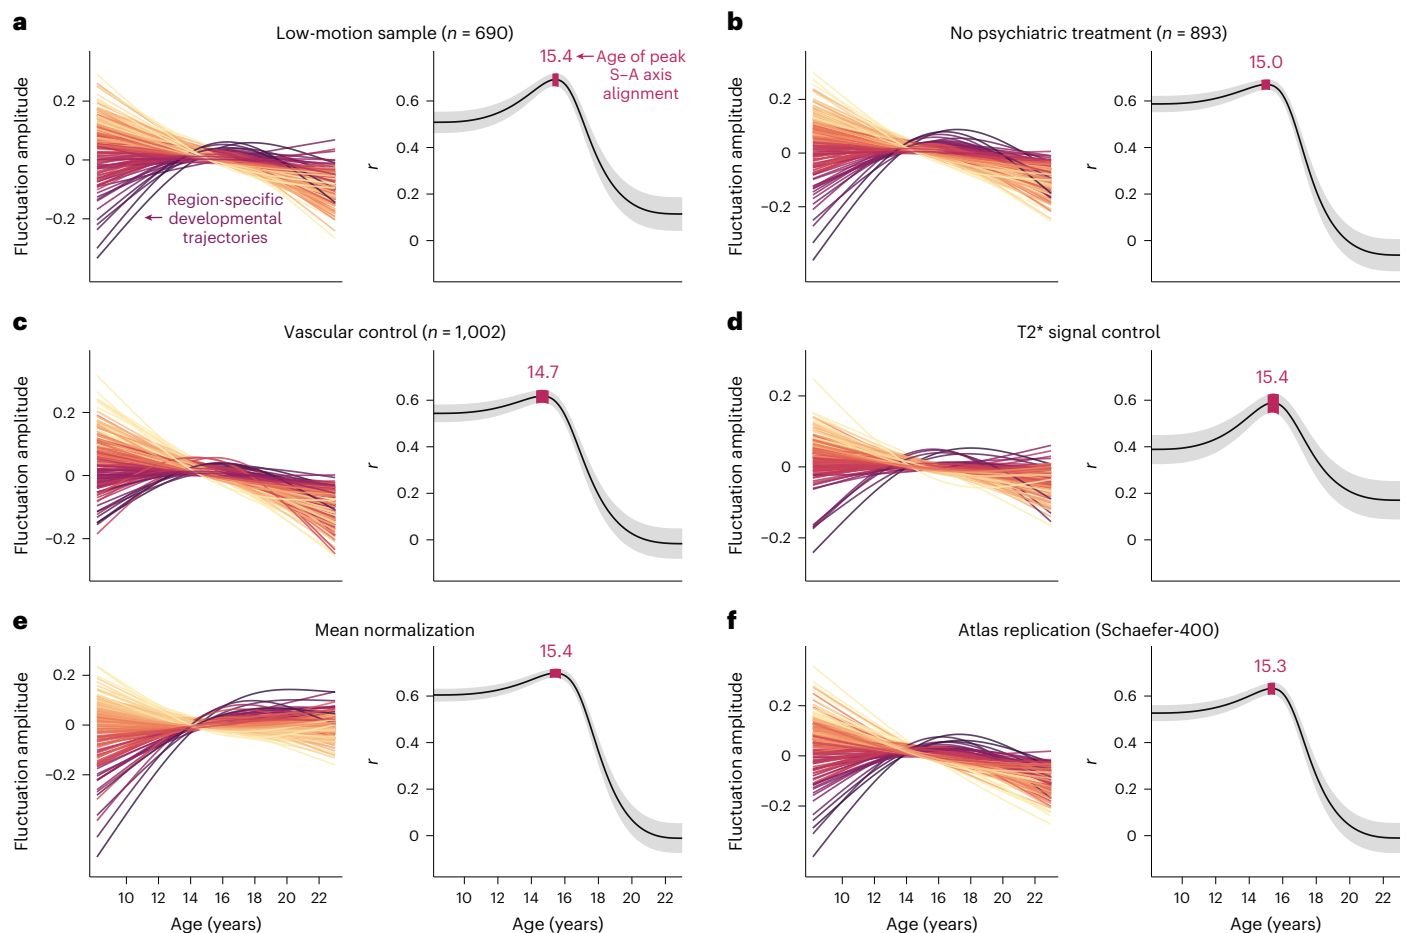 a
Low-motion sample (n = 690)
Fluctuation amplitude
0.2
0
−0.2
Region-specific
developmental
trajectories
r
0.6
0.4
0.2
0
15.4
Age of peak
S–A axis
alignment
b
No psychiatric treatment (n = 893)
Fluctuation amplitude
0.2
0
−0.2
r
0.6
0.4
0.2
0
15.0
c
Vascular control (n = 1,002)
Fluctuation amplitude
0.2
0
−0.2
r
0.6
0.4
0.2
0
14.7
d
T2* signal control
Fluctuation amplitude
0.2
0
−0.2
r
0.6
0.4
0.2
0
15.4
e
Mean normalization
Fluctuation amplitude
0.2
0
−0.2
10 12 14 16 18 20 22
Age (years)
r
0.6
0.4
0.2
0
15.4
10 12 14 16 18 20 22
Age (years)
f
Atlas replication (Schaefer-400)
Fluctuation amplitude
0.2
0
−0.2
10 12 14 16 18 20 22
Age (years)
r
0.6
0.4
0.2
0
15.3
10 12 14 16 18 20 22
Age (years)